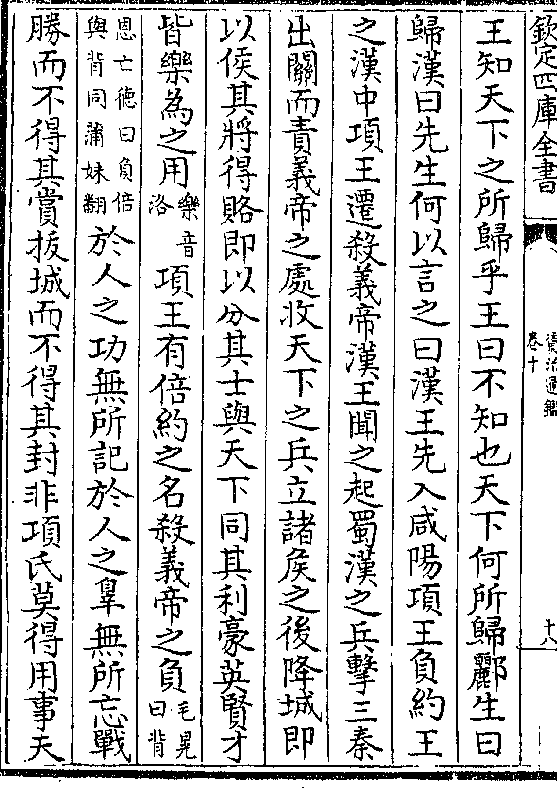 欽定四庫全書
資治通鑑
卷十
十八
王知天下之所歸乎王曰不知也天下何所歸酈生曰
歸漢曰先生何以言之曰漢王先入咸陽項王負約王
之漢中項王遷殺義帝漢王聞之起蜀漢之兵擊三秦
出關而責義帝之處收天下之兵立諸侯之後降城即
以侯其將得賂即以分其士與天下同其利豪英賢才
皆樂為之用樂音洛項王有倍約之名殺義帝之負毛晃曰背
恩亡德曰負倍與背同蒲妹翻於人之功無所記於人之辠無所忘戰
勝而不得其賞拔城而不得其封非項氏莫得用事天